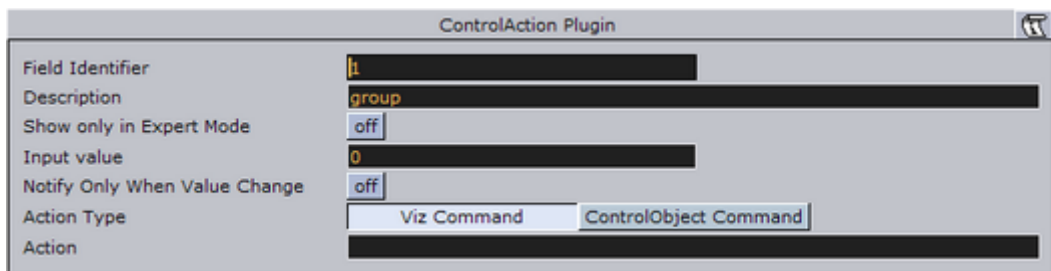 ControlAction Plugin
Field Identifier 1
Description group
Show only in Expert Mode off
Input value 0
Notify Only When Value Change off
Action Type Viz Command ControlObject Command
Action